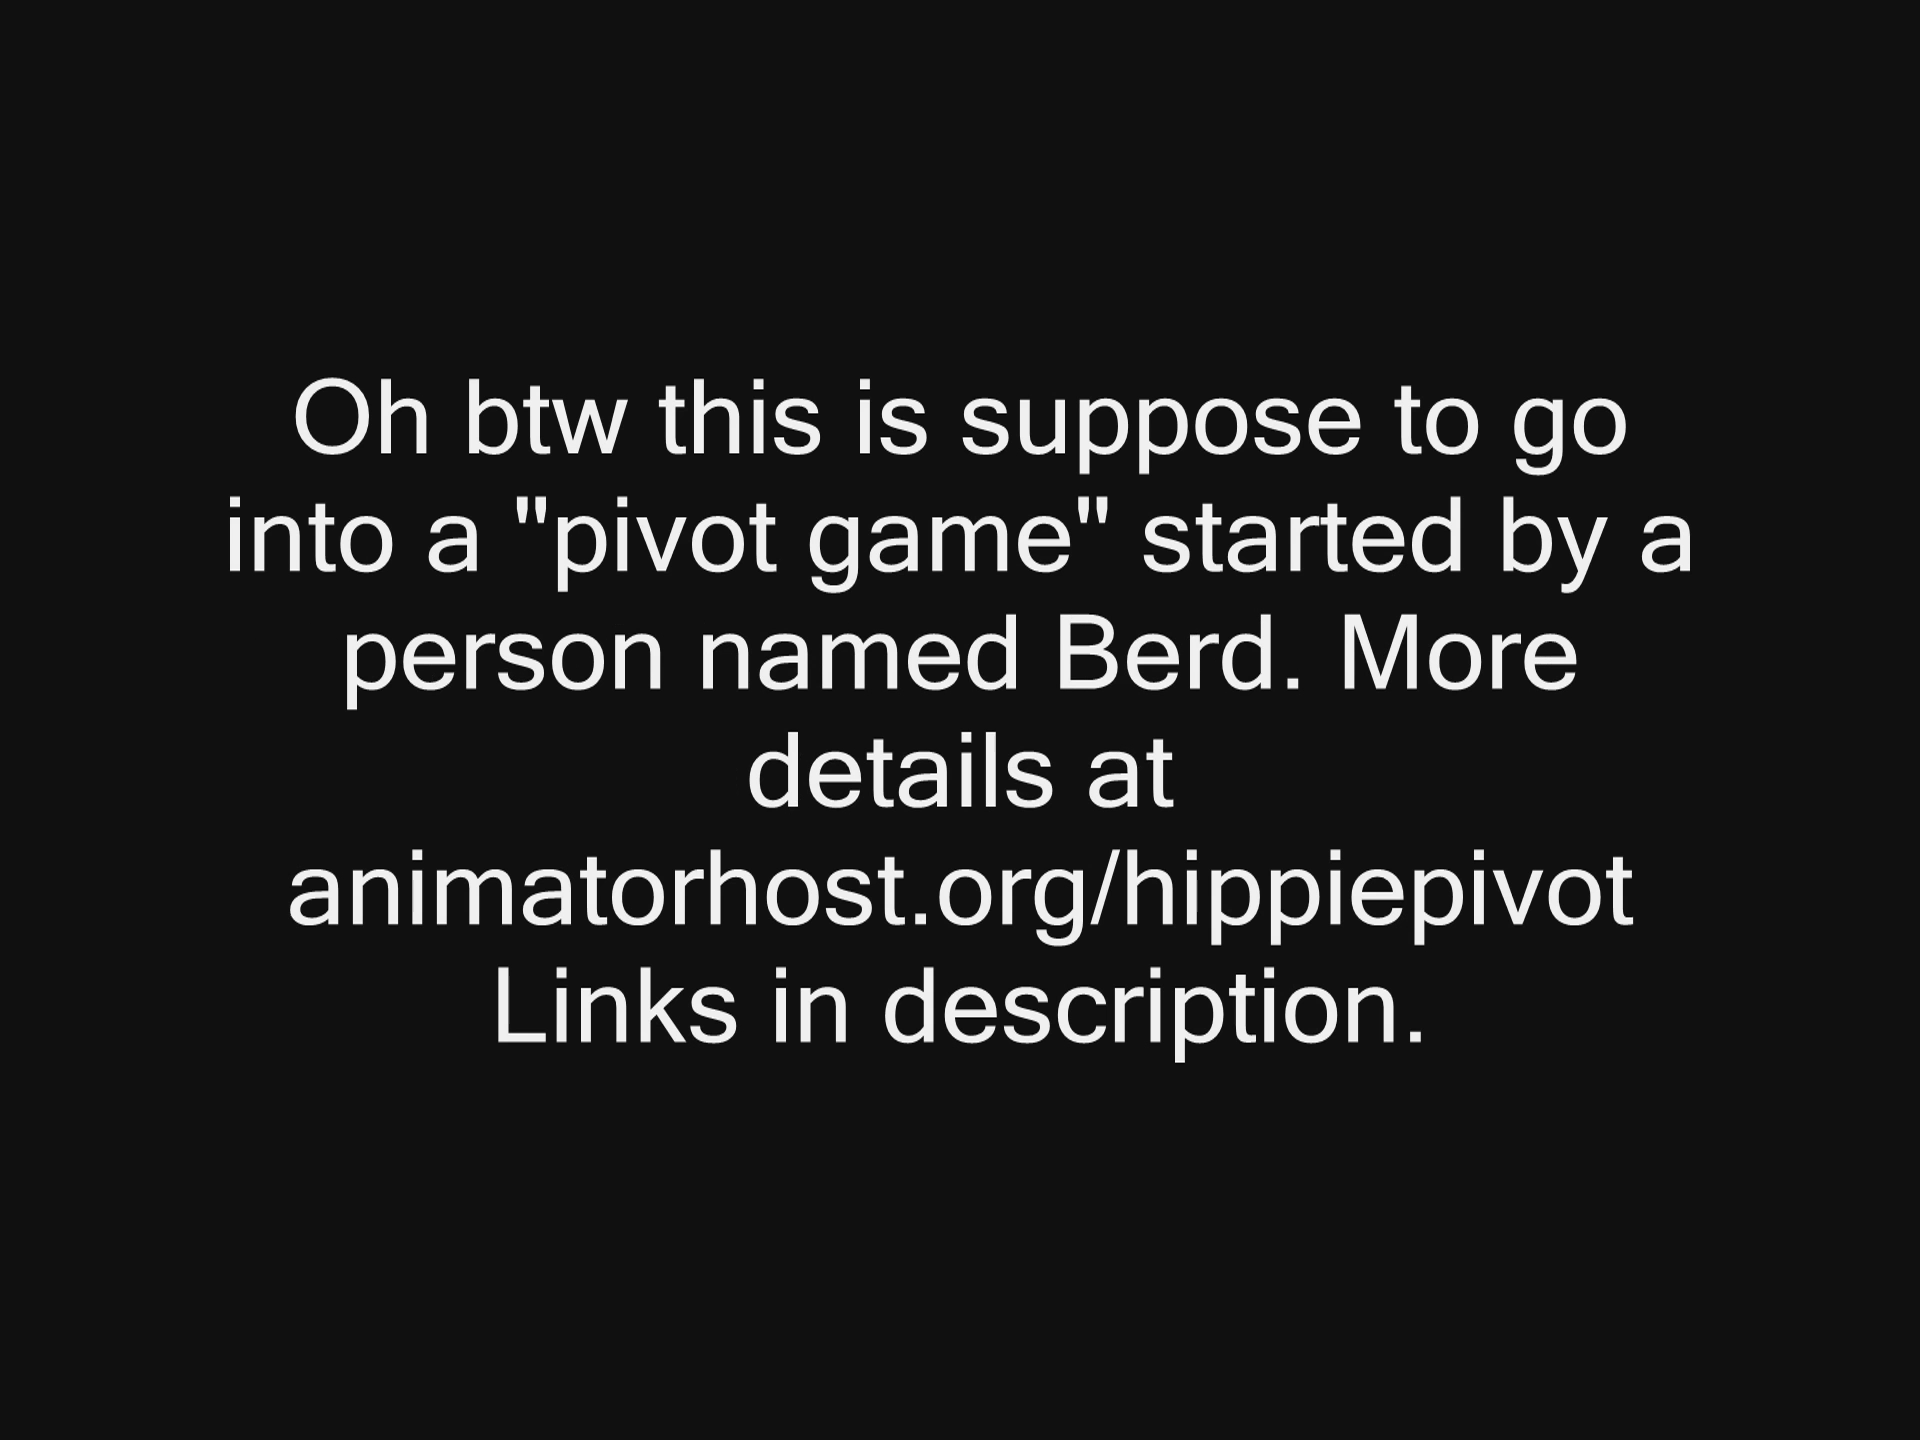 Oh btw this is suppose to go
into a "pivot game" started by a
person named Berd. More
details at
animatorhost.org/hippiepivot
Links in description.